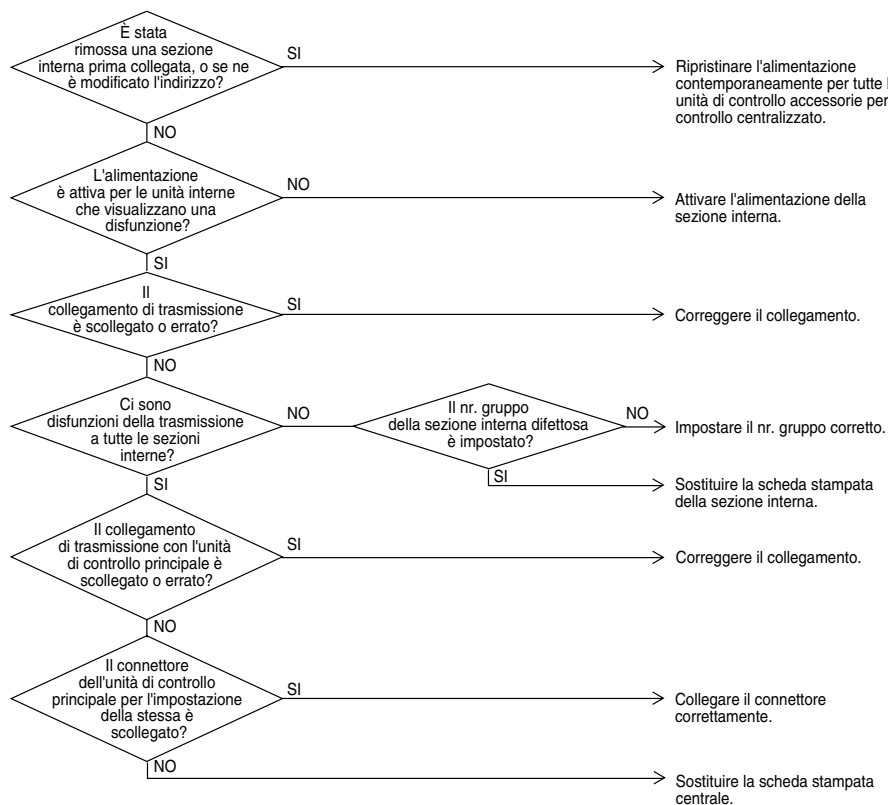 È stata
rimossa una sezione
interna prima collegata, o se ne
è modificato l'indirizzo?
SI
Ripristinare l'alimentazione
contemporaneamente per tutte
unità di controllo accessorie per
controllo centralizzato.
NO
L'alimentazione
è attiva per le unità interne
che visualizzano una
disfunzione?
NO
Attivare l'alimentazione della
sezione interna.
SI
Il
collegamento di trasmissione
è scollegato o errato?
SI
Correggere il collegamento.
NO
Ci sono
disfunzioni della trasmissione
a tutte le sezioni
interne?
NO
Il nr. gruppo
della sezione interna difettosa
è impostato?
NO
Impostare il nr. gruppo corretto.
SI
Sostituire la scheda stampata
della sezione interna.
SI
Il collegamento
di trasmissione con l'unità
di controllo principale è
scollegato o errato?
SI
Correggere il collegamento.
NO
Il connettore
dell'unità di controllo
principale per l'impostazione
della stessa è
scollegato?
SI
Collegare il connettore
correttamente.
NO
Sostituire la scheda stampata
centrale.